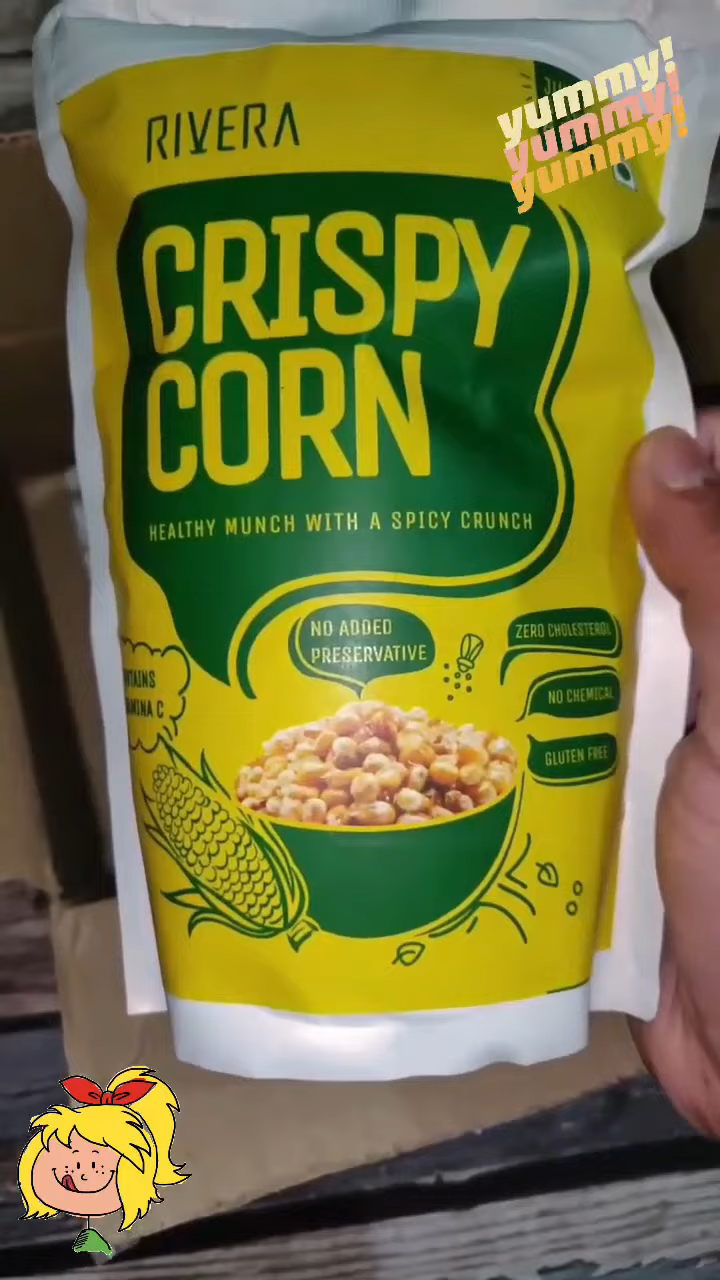 yummy!
yummy!
yummy!
RIVERA
CRISPY
CORN
HEALTHY MUNCH WITH A SPICY CRUNCH
NO ADDED
PRESERVATIVE
ZERO CHOLESTEROL
NO CHEMICAL
GLUTEN FREE
C